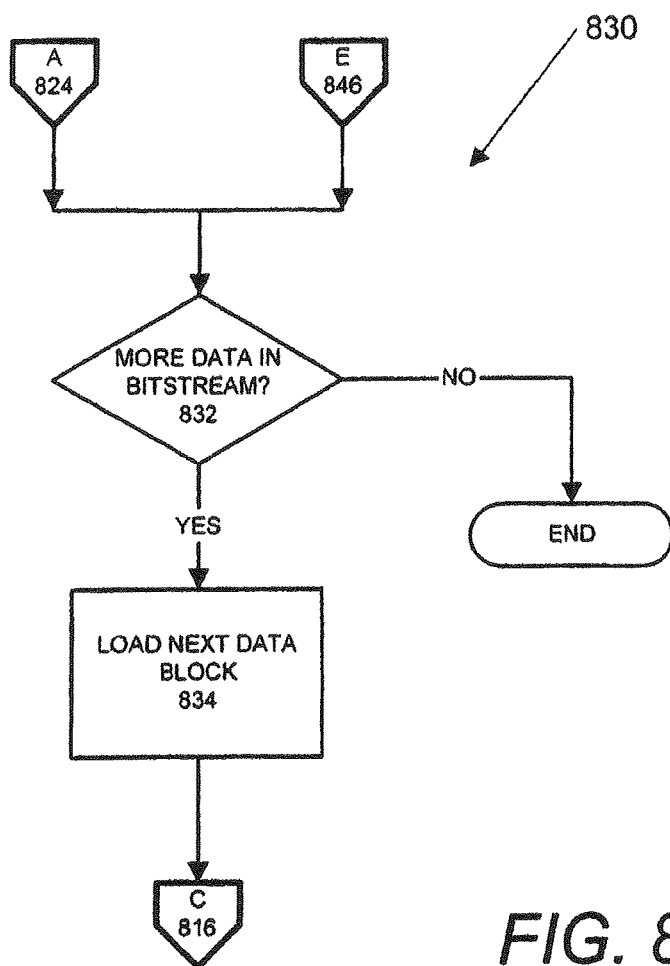 830
A
824
E
846
MORE DATA IN
BITSTREAM?
832
NO
YES
END
LOAD NEXT DATA
BLOCK
834
C
816
FIG. 8